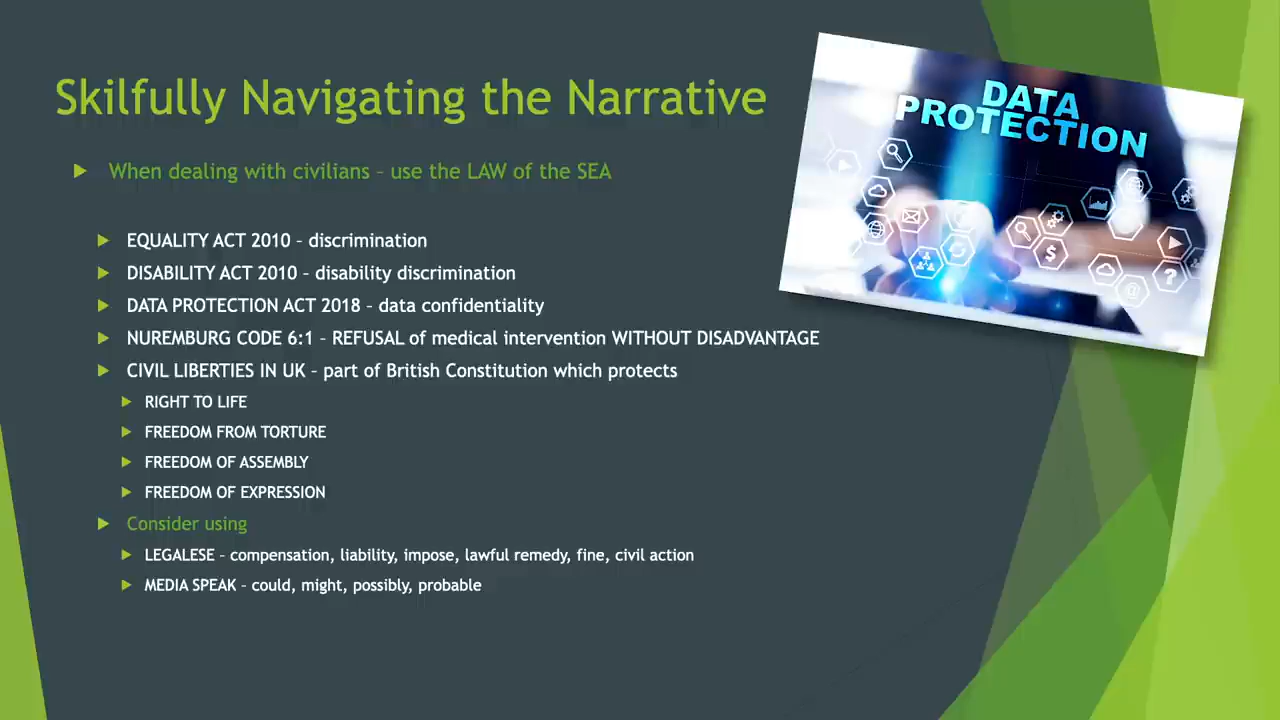 Skilfully Navigating the Narrative
DATA
PROTECTION
When dealing with civilians – use the LAW of the SEA
EQUALITY ACT 2010 – discrimination
DISABILITY ACT 2010 – disability discrimination
DATA PROTECTION ACT 2018 – data confidentiality
NUREMBURG CODE 6:1 – REFUSAL of medical intervention WITHOUT DISADVANTAGE
CIVIL LIBERTIES IN UK – part of British Constitution which protects
RIGHT TO LIFE
FREEDOM FROM TORTURE
FREEDOM OF ASSEMBLY
FREEDOM OF EXPRESSION
Consider using
LEGALESE – compensation, liability, impose, lawful remedy, fine, civil action
MEDIA SPEAK – could, might, possibly, probable